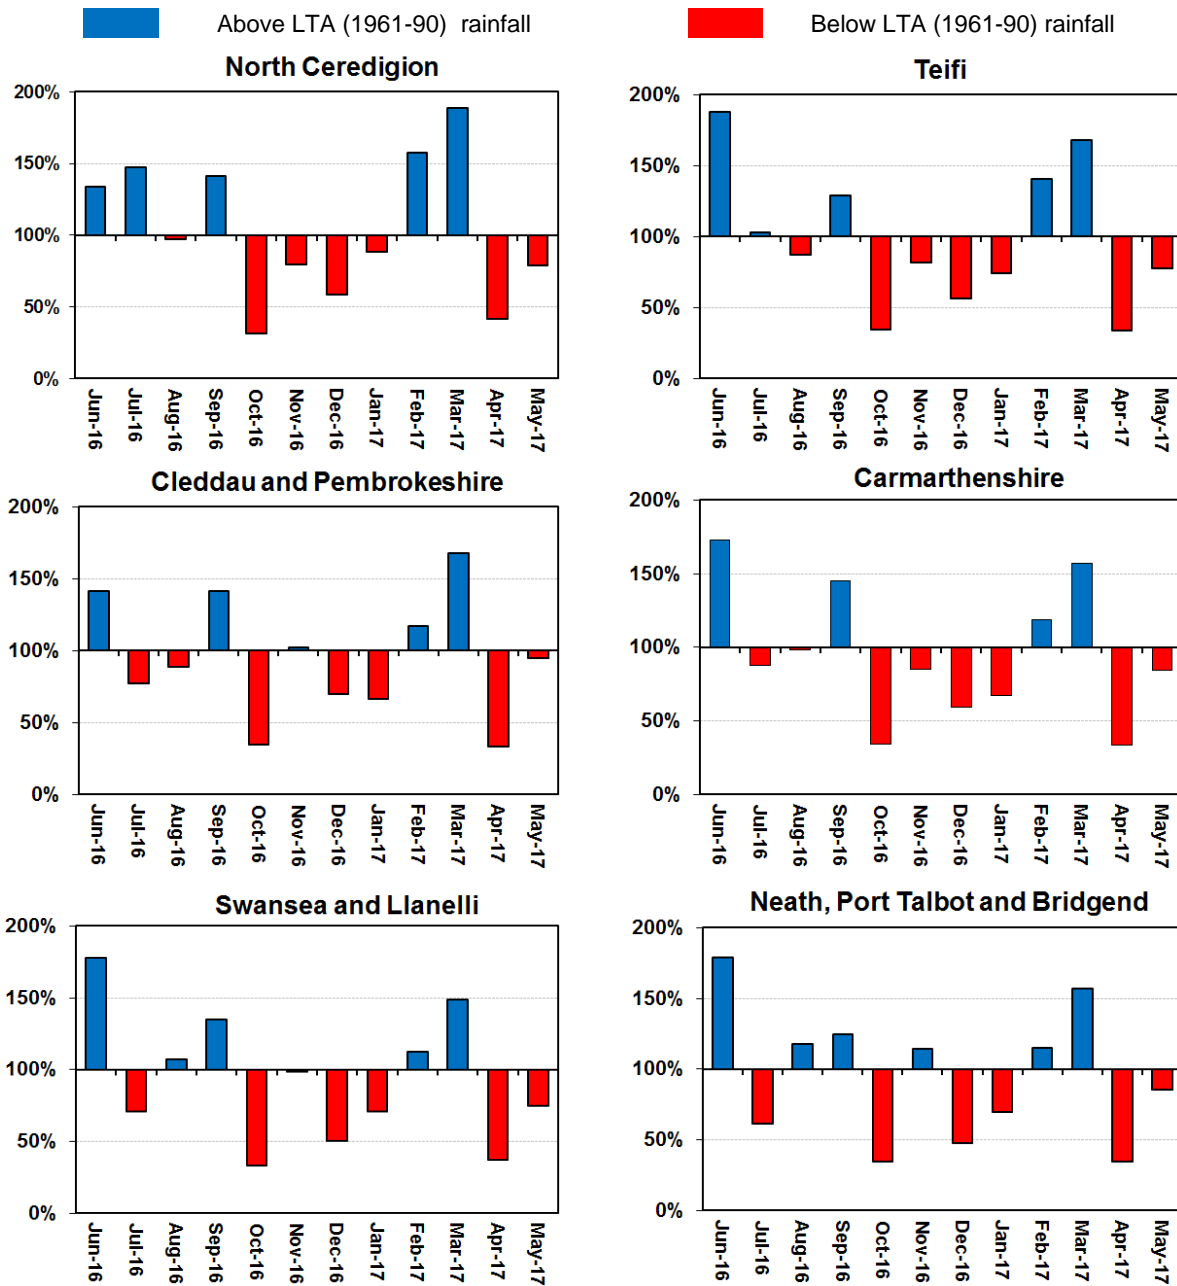 Above LTA (1961-90) rainfall
Below LTA (1961-90) rainfall
North Ceredigion
200%
150%
100%
50%
0%
Jun-16
Jul-16
Aug-16
Sep-16
Oct-16
Nov-16
Dec-16
Jan-17
Feb-17
Mar-17
Apr-17
May-17
Teifi
200%
150%
100%
50%
0%
Jun-16
Jul-16
Aug-16
Sep-16
Oct-16
Nov-16
Dec-16
Jan-17
Feb-17
Mar-17
Apr-17
May-17
Cleddau and Pembrokeshire
200%
150%
100%
50%
0%
Jun-16
Jul-16
Aug-16
Sep-16
Oct-16
Nov-16
Dec-16
Jan-17
Feb-17
Mar-17
Apr-17
May-17
Carmarthenshire
200%
150%
100%
50%
0%
Jun-16
Jul-16
Aug-16
Sep-16
Oct-16
Nov-16
Dec-16
Jan-17
Feb-17
Mar-17
Apr-17
May-17
Swansea and Llanelli
200%
150%
100%
50%
0%
Jun-16
Jul-16
Aug-16
Sep-16
Oct-16
Nov-16
Dec-16
Jan-17
Feb-17
Mar-17
Apr-17
May-17
Neath, Port Talbot and Bridgend
200%
150%
100%
50%
0%
Jun-16
Jul-16
Aug-16
Sep-16
Oct-16
Nov-16
Dec-16
Jan-17
Feb-17
Mar-17
Apr-17
May-17